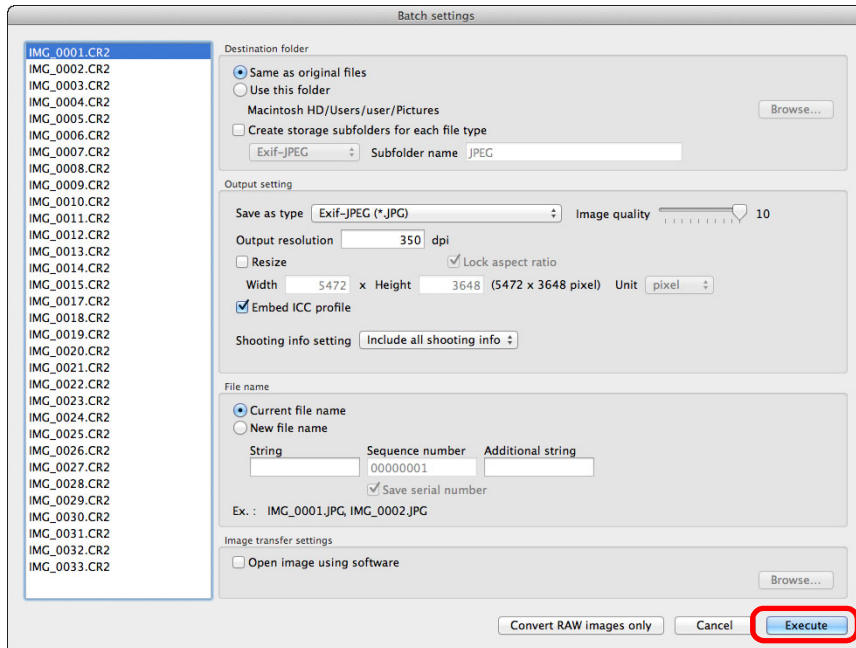 Batch settings
IMG_0001.CR2
IMG_0002.CR2
IMG_0003.CR2
IMG_0004.CR2
IMG_0005.CR2
IMG_0006.CR2
IMG_0007.CR2
IMG_0008.CR2
IMG_0009.CR2
IMG_0010.CR2
IMG_0011.CR2
IMG_0012.CR2
IMG_0013.CR2
IMG_0014.CR2
IMG_0015.CR2
IMG_0016.CR2
IMG_0017.CR2
IMG_0018.CR2
IMG_0019.CR2
IMG_0020.CR2
IMG_0021.CR2
IMG_0022.CR2
IMG_0023.CR2
IMG_0024.CR2
IMG_0025.CR2
IMG_0026.CR2
IMG_0027.CR2
IMG_0028.CR2
IMG_0029.CR2
IMG_0030.CR2
IMG_0031.CR2
IMG_0032.CR2
IMG_0033.CR2
Destination folder
Same as original files
Use this folder
Macintosh HD/Users/user/Pictures Browse...
Create storage subfolders for each file type
Exif-JPEG Subfolder name JPEG
Output setting
Save as type Exif-JPEG (*.JPG) Image quality 10
Output resolution 350 dpi
Resize Lock aspect ratio
Width 5472 x Height 3648 (5472 x 3648 pixel) Unit pixel
Embed ICC profile
Shooting info setting Include all shooting info
File name
Current file name
New file name
String Sequence number Additional string
00000001
Save serial number
Ex. : IMG_0001.JPG, IMG_0002.JPG
Image transfer settings
Open image using software
Browse...
Convert RAW images only Cancel Execute